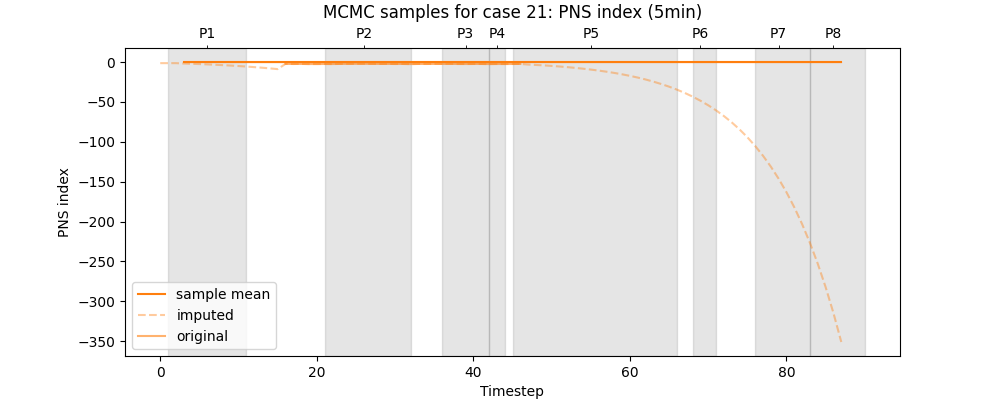 MCMC samples for case 21: PNS index (5min)
P1 P2 P3 P4 P5 P6 P7 P8
0
−50
−100
−150
−200
−250
−300
−350
PNS index
sample mean
imputed
original
0 20 40 60 80
Timestep